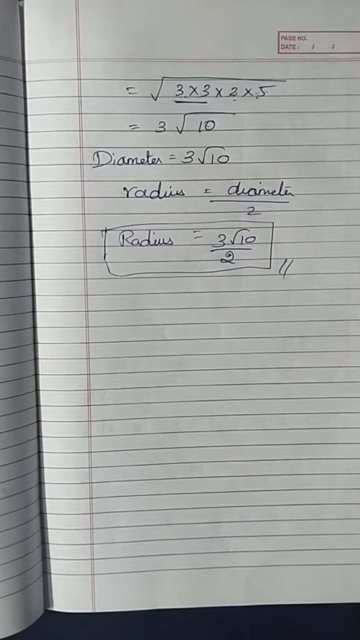 PAGE NO.
DATE : / /
= √3×3×2×5
= 3√10
Diameter = 3√10
radius = diameter/2
Radius = 3√10/2 //